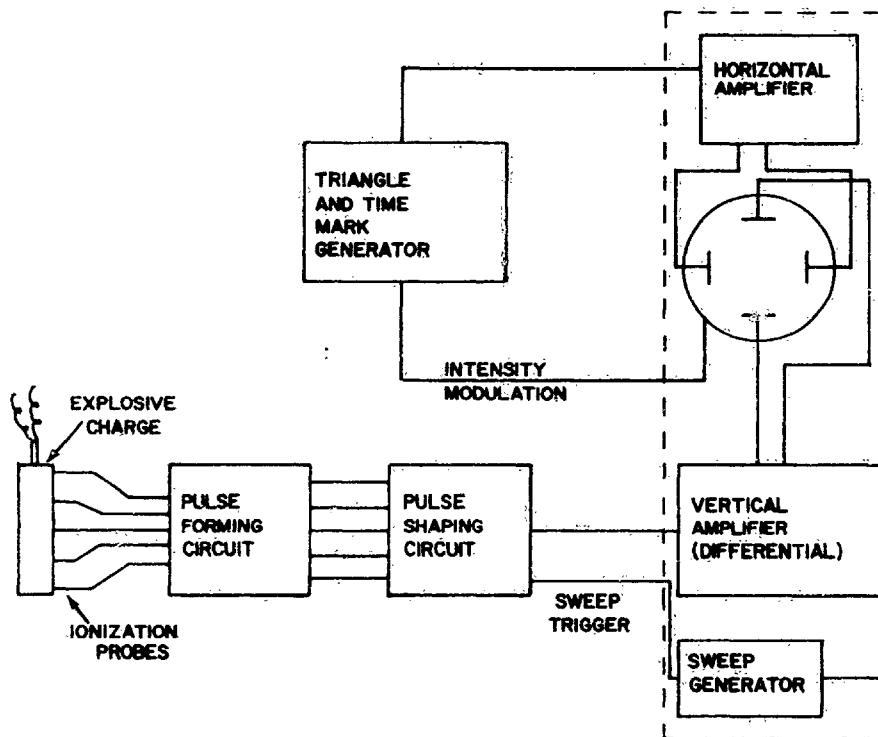 HORIZONTAL
AMPLIFIER
TRIANGLE
AND TIME
MARK
GENERATOR
INTENSITY
MODULATION
EXPLOSIVE
CHARGE
PULSE
FORMING
CIRCUIT
PULSE
SHAPING
CIRCUIT
VERTICAL
AMPLIFIER
(DIFFERENTIAL)
IONIZATION
PROBES
SWEEP
TRIGGER
SWEEP
GENERATOR